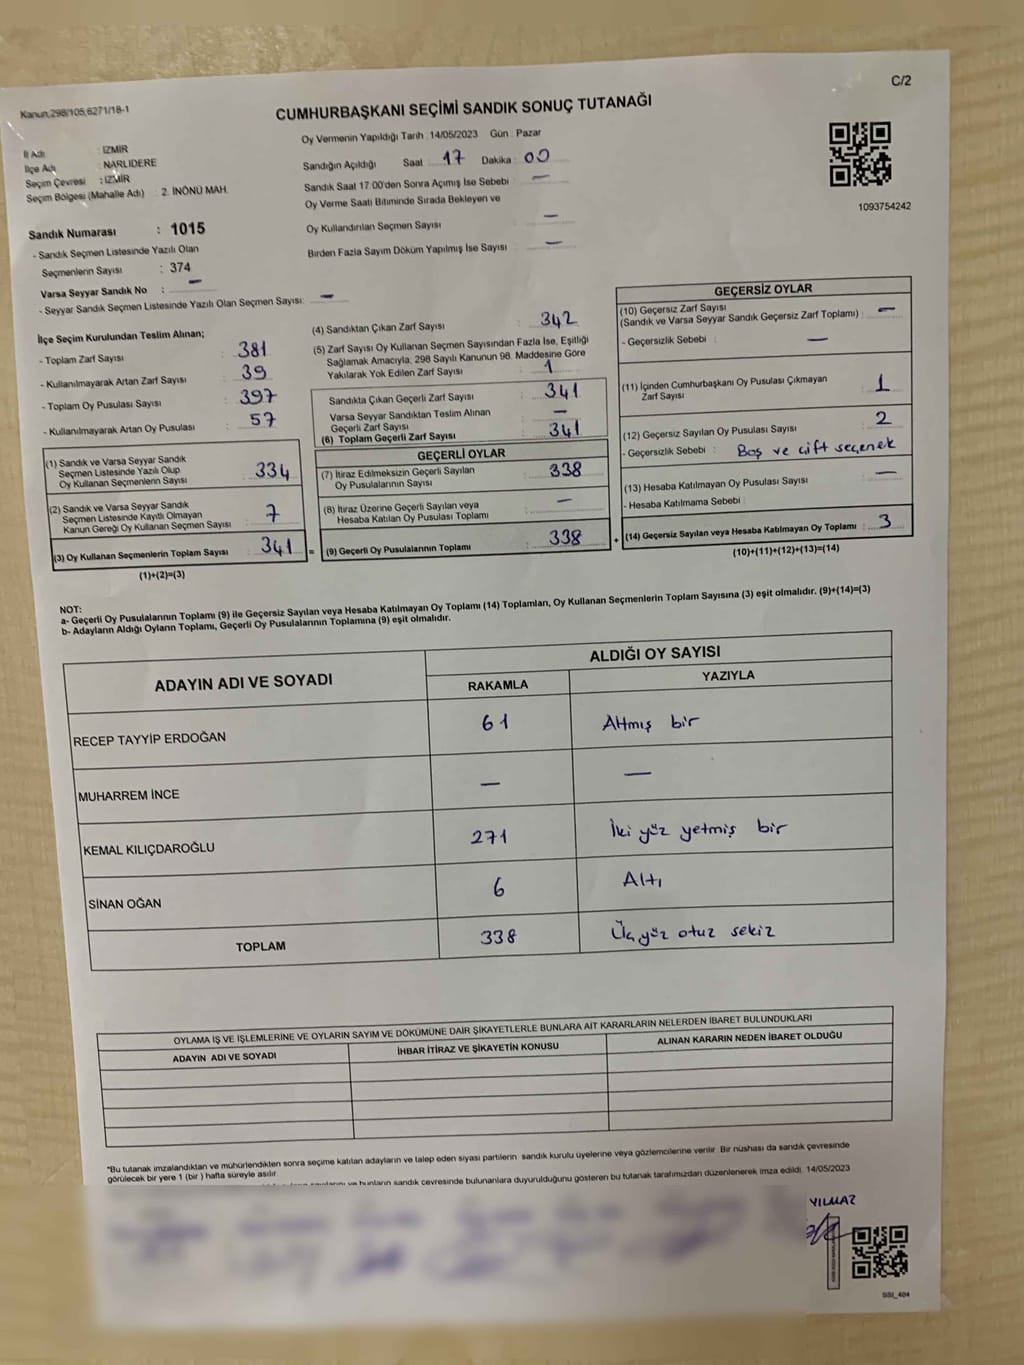 Kanun,298/105,6271/18-1
C/2
CUMHURBAŞKANI SEÇİMİ SANDIK SONUÇ TUTANAĞI
Oy Vermenin Yapıldığı Tarih : 14/05/2023 Gün : Pazar
İl Adı : İZMİR
İlçe Adı : NARLIDERE
Seçim Çevresi : İZMİR
Seçim Bölgesi (Mahalle Adı) : 2. İNÖNÜ MAH.
Sandığın Açıldığı Saat 17 Dakika : 00
Sandık Saat 17.00'den Sonra Açımış İse Sebebi : —
Oy Verme Saati Bitiminde Sırada Bekleyen ve
Oy Kullandırılan Seçmen Sayısı : —
Birden Fazla Sayım Döküm Yapılmış İse Sayısı : —
1093754242
Sandık Numarası : 1015
- Sandık Seçmen Listesinde Yazılı Olan
Seçmenlerin Sayısı : 374
Varsa Seyyar Sandık No : —
- Seyyar Sandık Seçmen Listesinde Yazılı Olan Seçmen Sayısı: —
İlçe Seçim Kurulundan Teslim Alınan;
- Toplam Zarf Sayısı : 381
- Kullanılmayarak Artan Zarf Sayısı : 39
- Toplam Oy Pusulası Sayısı : 397
- Kullanılmayarak Artan Oy Pusulası : 57
(1) Sandık ve Varsa Seyyar Sandık
Seçmen Listesinde Yazılı Olup
Oy Kullanan Seçmenlerin Sayısı : 334
(2) Sandık ve Varsa Seyyar Sandık
Seçmen Listesinde Kayıtlı Olmayan
Kanun Gereği Oy Kullanan Seçmen Sayısı : 7
(3) Oy Kullanan Seçmenlerin Toplam Sayısı : 341 =
(1)+(2)=(3)
(4) Sandıktan Çıkan Zarf Sayısı : 342
(5) Zarf Sayısı Oy Kullanan Seçmen Sayısından Fazla İse, Eşitliği
Sağlamak Amacıyla; 298 Sayılı Kanunun 98. Maddesine Göre
Yakılarak Yok Edilen Zarf Sayısı : 1
Sandıkta Çıkan Geçerli Zarf Sayısı : 341
Varsa Seyyar Sandıktan Teslim Alınan
Geçerli Zarf Sayısı : —
(6) Toplam Geçerli Zarf Sayısı : 341
GEÇERLİ OYLAR
(7) İtiraz Edilmeksizin Geçerli Sayılan
Oy Pusulalarının Sayısı : 338
(8) İtiraz Üzerine Geçerli Sayılan veya
Hesaba Katılan Oy Pusulası Toplamı : —
(9) Geçerli Oy Pusulalarının Toplamı : 338 +
GEÇERSİZ OYLAR
(10) Geçersiz Zarf Sayısı
(Sandık ve Varsa Seyyar Sandık Geçersiz Zarf Toplamı) : —
- Geçersizlik Sebebi : —
(11) İçinden Cumhurbaşkanı Oy Pusulası Çıkmayan
Zarf Sayısı : 1
(12) Geçersiz Sayılan Oy Pusulası Sayısı : 2
- Geçersizlik Sebebi : Boş ve çift seçenek
(13) Hesaba Katılmayan Oy Pusulası Sayısı : —
- Hesaba Katılmama Sebebi :
(14) Geçersiz Sayılan veya Hesaba Katılmayan Oy Toplamı : 3
(10)+(11)+(12)+(13)=(14)
NOT:
a- Geçerli Oy Pusulalarının Toplamı (9) ile Geçersiz Sayılan veya Hesaba Katılmayan Oy Toplamı (14) Toplamları, Oy Kullanan Seçmenlerin Toplam Sayısına (3) eşit olmalıdır. (9)+(14)=(3)
b- Adayların Aldığı Oyların Toplamı, Geçerli Oy Pusulalarının Toplamına (9) eşit olmalıdır.
ADAYIN ADI VE SOYADI
ALDIĞI OY SAYISI
RAKAMLA YAZIYLA
RECEP TAYYİP ERDOĞAN 61 Altmış bir
MUHARREM İNCE — —
KEMAL KILIÇDAROĞLU 271 İki yüz yetmiş bir
SİNAN OĞAN 6 Altı
TOPLAM 338 Üç yüz otuz sekiz
OYLAMA İŞ VE İŞLEMLERİNE VE OYLARIN SAYIM VE DÖKÜMÜNE DAİR ŞİKAYETLERLE BUNLARA AİT KARARLARIN NELERDEN İBARET BULUNDUKLARI
ADAYIN ADI VE SOYADI İHBAR İTİRAZ VE ŞİKAYETİN KONUSU ALINAN KARARIN NEDEN İBARET OLDUĞU
*Bu tutanak imzalandıktan ve mühürlendikten sonra seçime katılan adayların ve talep eden siyasi partilerin sandık kurulu üyelerine veya gözlemcilerine verilir. Bir nüshası da sandık çevresinde
görülecek bir yere 1 (bir ) hafta süreyle asılır.
ve bunların sandık çevresinde bulunanlara duyurulduğunu gösteren bu tutanak tarafımızdan düzenlenerek imza edildi. 14/05/2023
YILMAZ
SSI_404